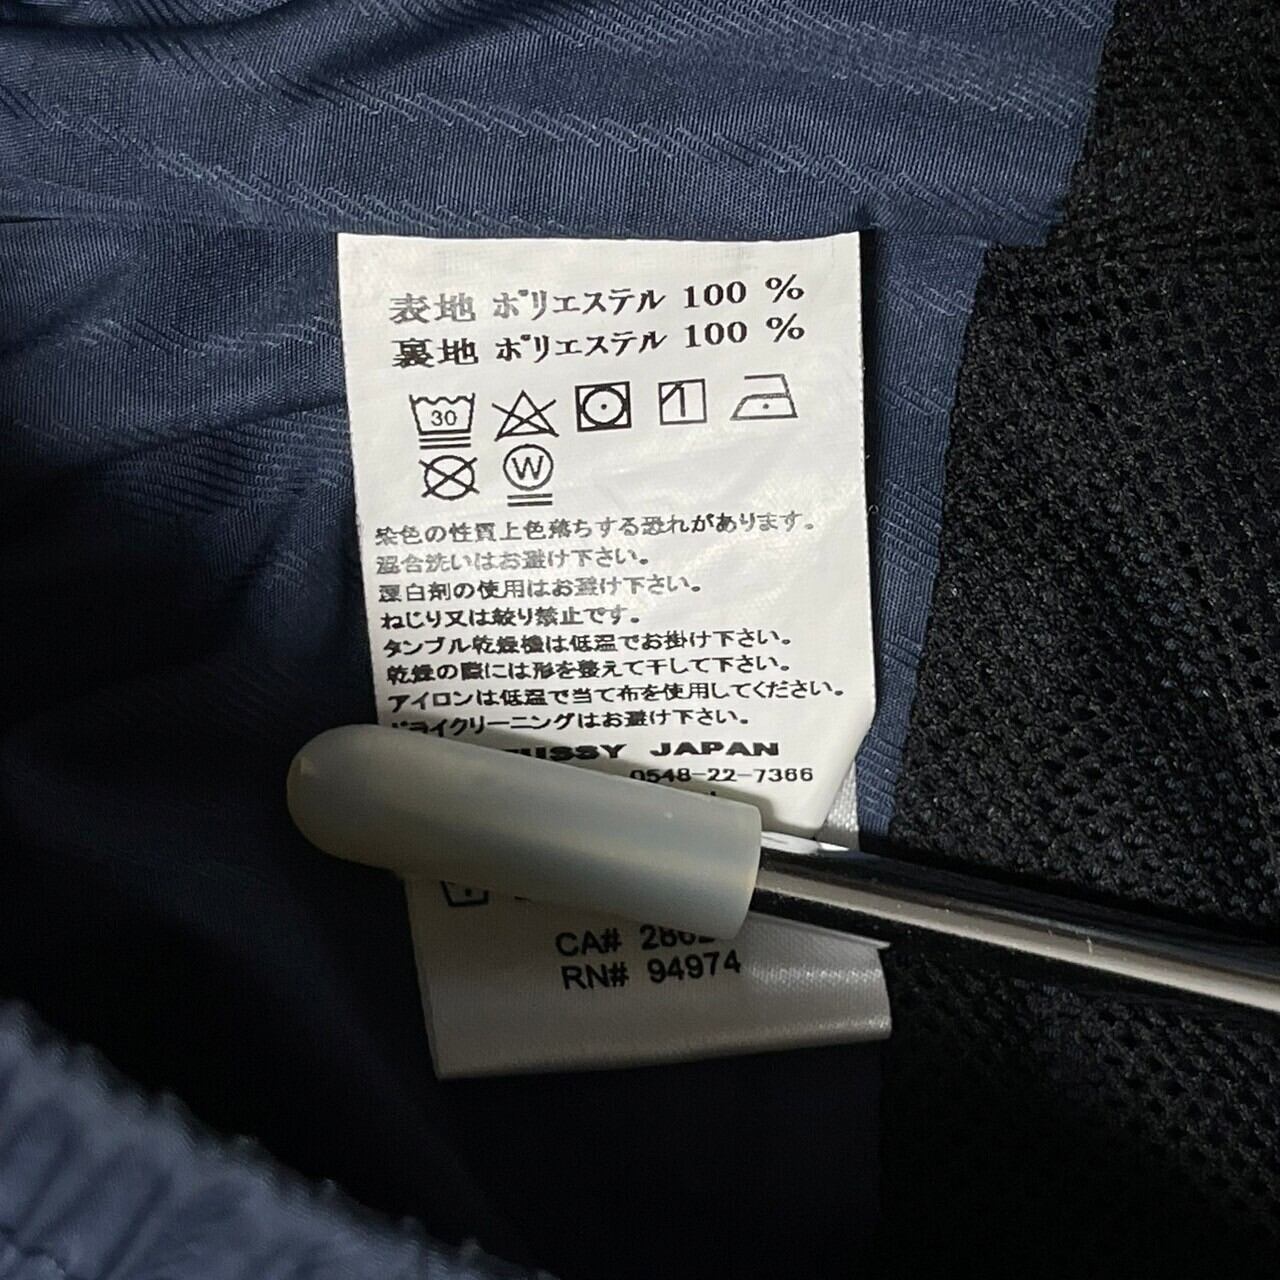 表地 ポリエステル 100 %
裏地 ポリエステル 100 %
30
W
染色の性質上色落ちする恐れがあります。
混合洗いはお避け下さい。
漂白剤の使用はお避け下さい。
ねじり又は絞り禁止です。
タンブル乾燥機は低温でお掛け下さい。
乾燥の際には形を整えて干して下さい。
アイロンは低温で当て布を使用してください。
ドライクリーニングはお避け下さい。
JAPAN
0548-22-7366
CA#
RN# 94974